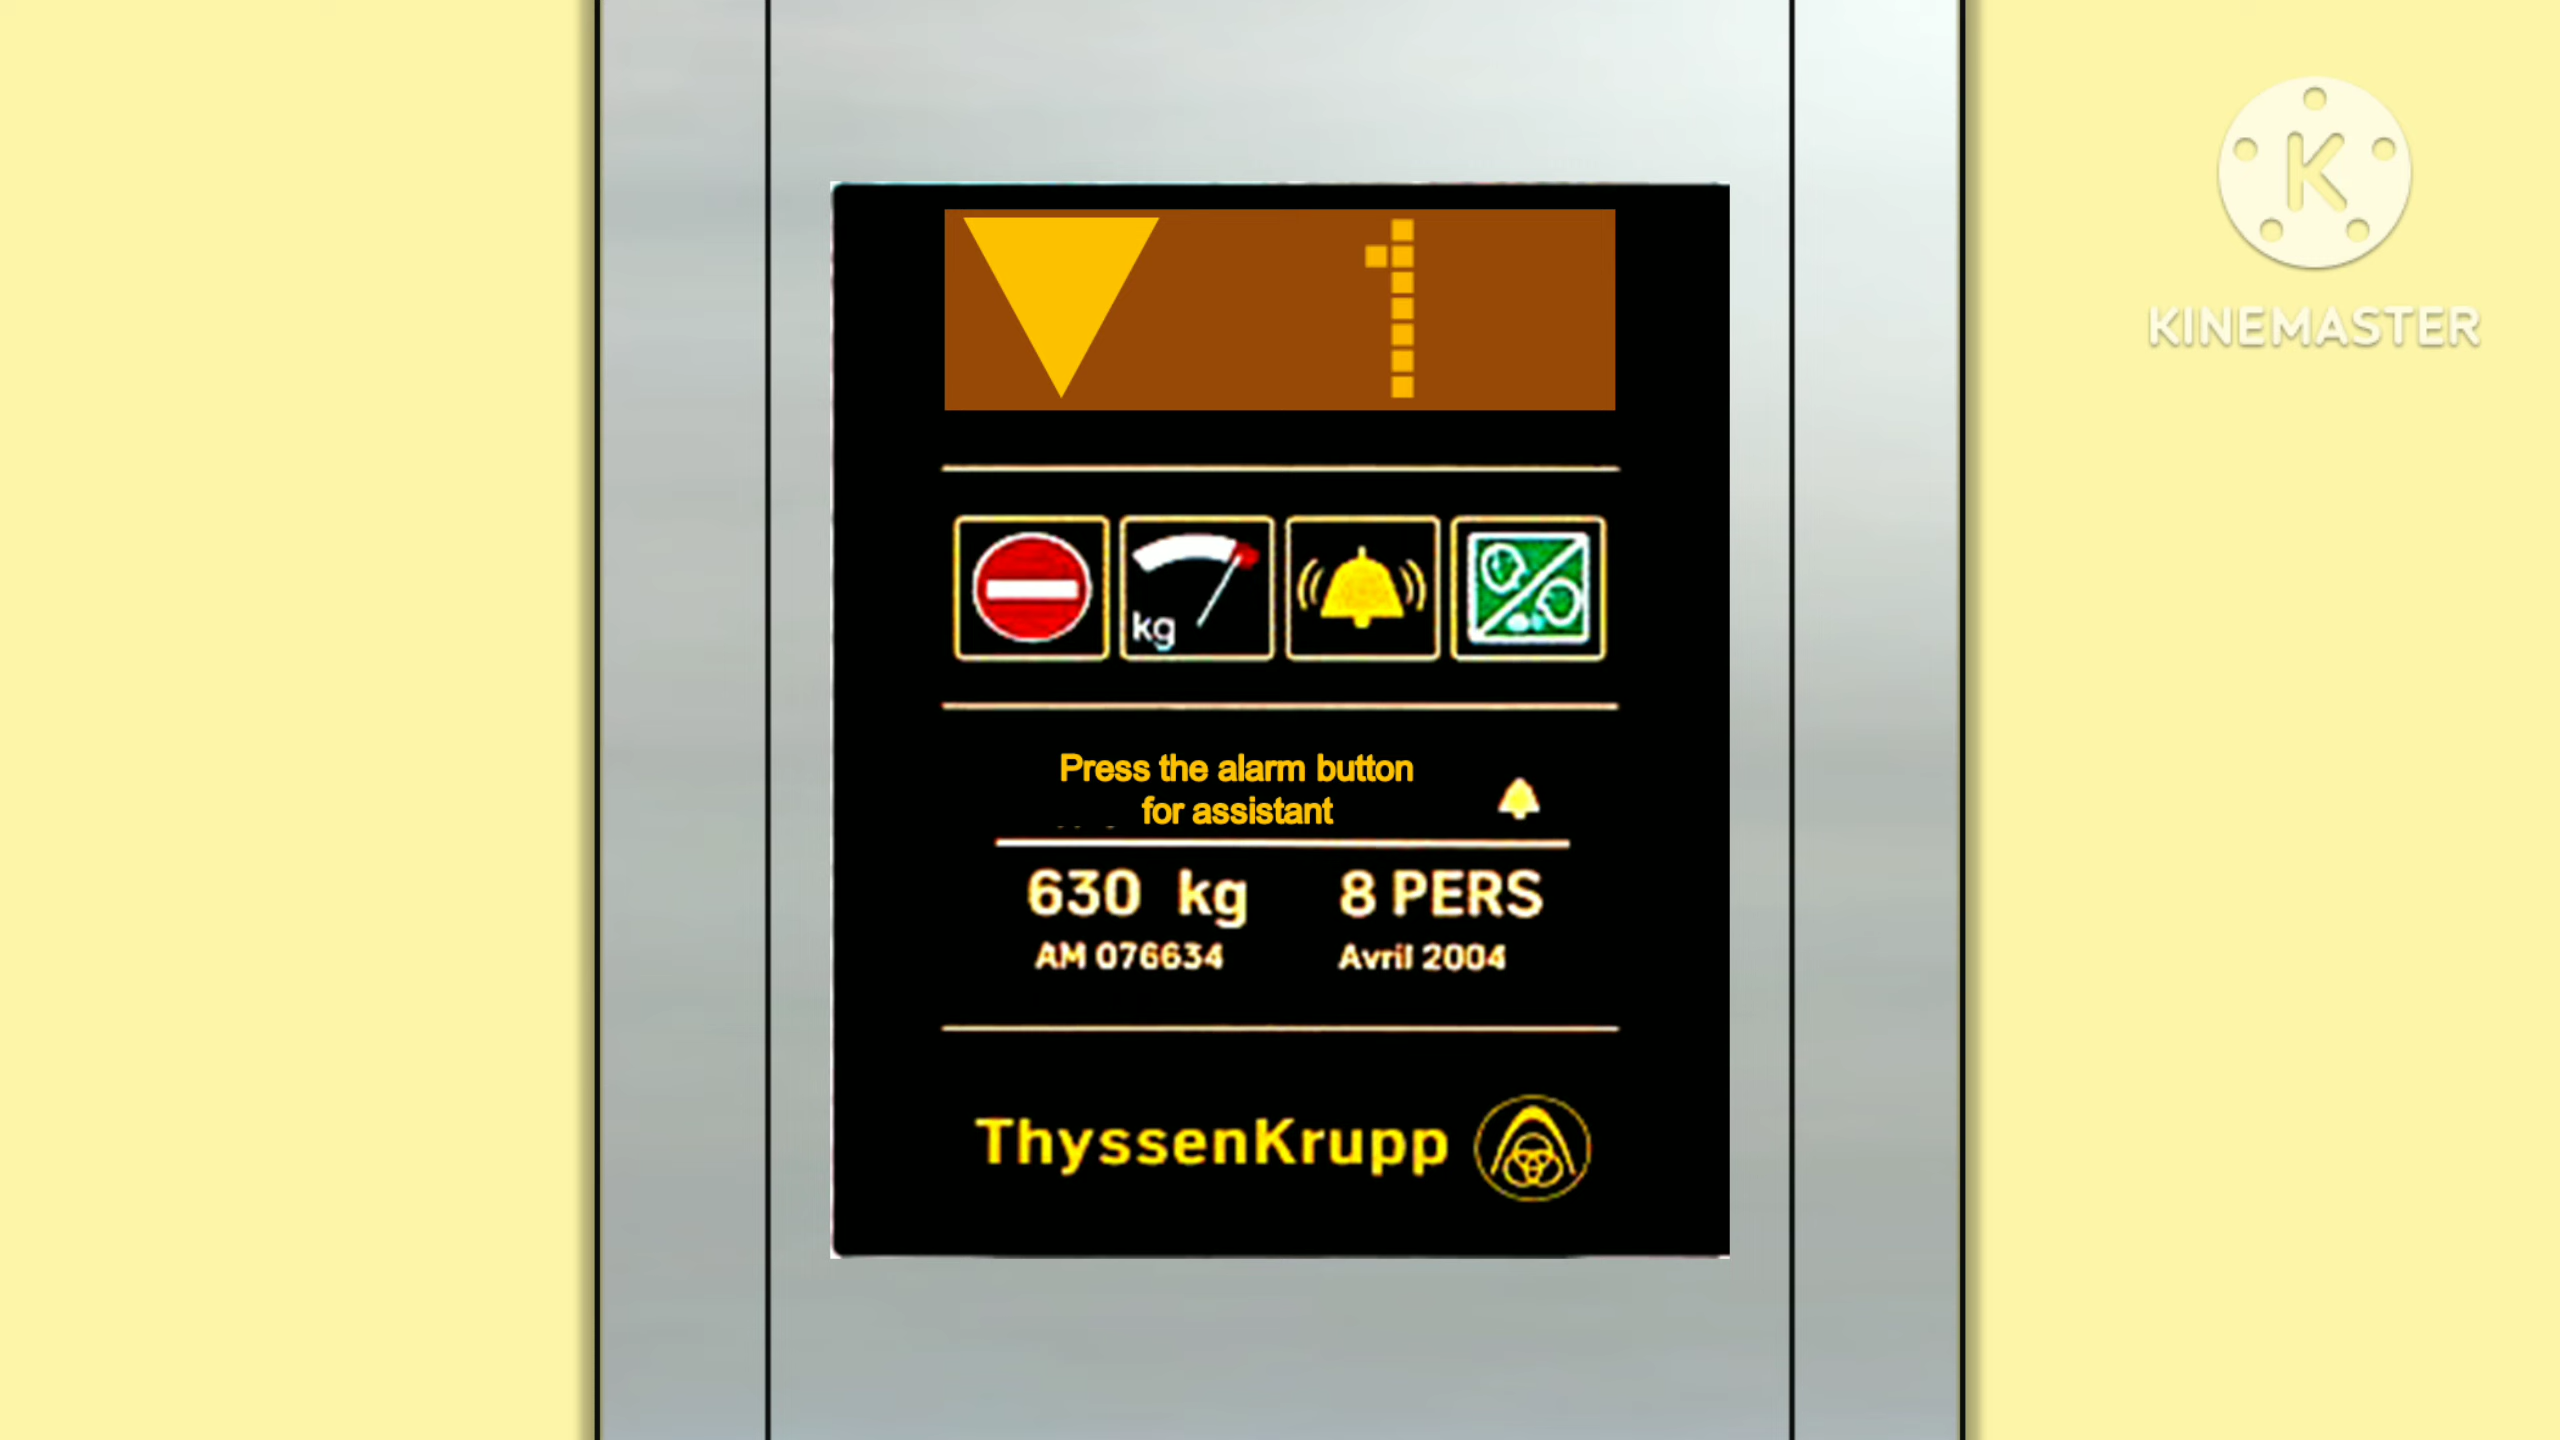 1
K
KINEMASTER
kg
Press the alarm button
for assistant
630 kg 8 PERS
AM 076634 Avril 2004
ThyssenKrupp